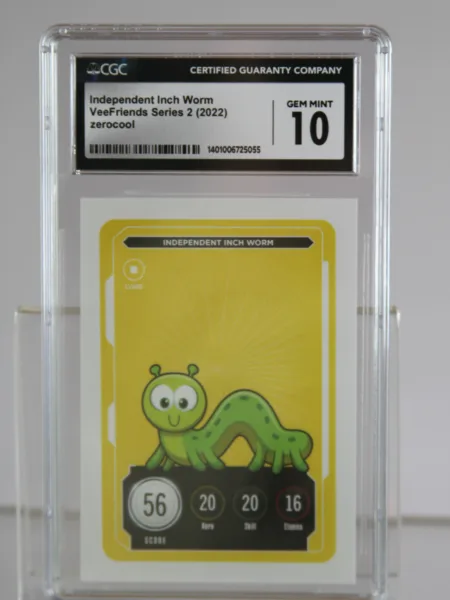 CGC
CERTIFIED GUARANTY COMPANY
Independent Inch Worm
VeeFriends Series 2 (2022)
zerocool
GEM MINT
10
1401006725055
INDEPENDENT INCH WORM
56
20
20
16
SCORE
Aura
Skill
Stamina